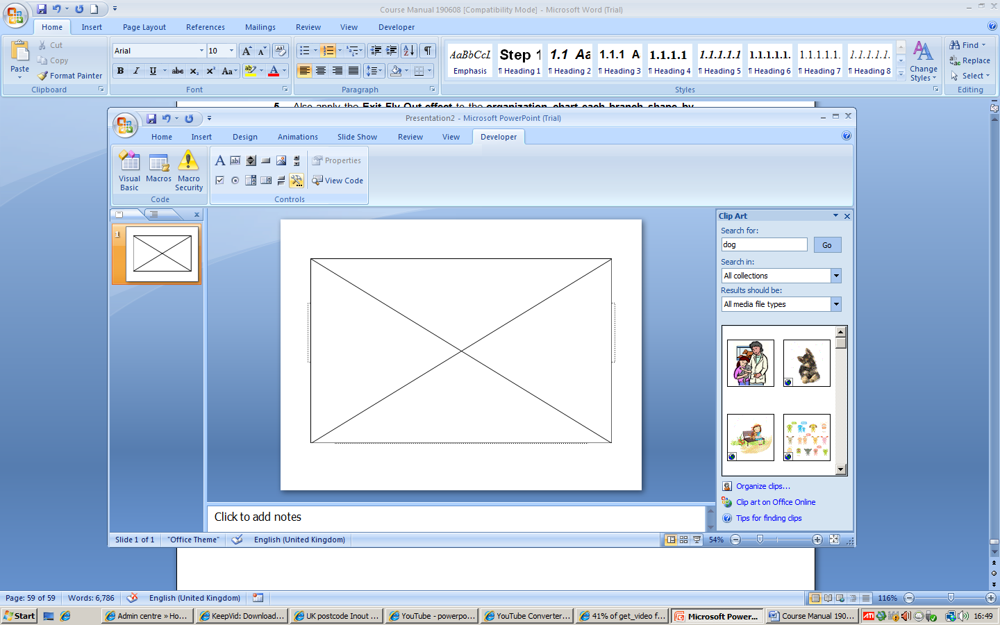 Course Manual 190608 [Compatibility Mode] - Microsoft Word (Trial)
Home Insert Page Layout References Mailings Review View Developer
Paste
Cut
Copy
Format Painter
Clipboard
Arial 10
B I U abc x₂ x² Aa
Font
Paragraph
AaBbCcI Step 1 1.1 Aa 1.1.1 A 1.1.1.1 1.1.1.1.1 1.1.1.1.1. 1.1.1.1.1. 1.1.1.1.1.
Emphasis ¶ Heading 1 ¶ Heading 2 ¶ Heading 3 ¶ Heading 4 ¶ Heading 5 ¶ Heading 6 ¶ Heading 7 ¶ Heading 8
Change
Styles
Styles
Find
Replace
Select
Editing
5. Also apply the Exit Fly Out effect to the organization chart each branch shape by
Presentation2 - Microsoft PowerPoint (Trial)
Home Insert Design Animations Slide Show Review View Developer
Visual
Basic
Macros
Macro
Security
Code
Properties
View Code
Controls
1
Clip Art
Search for:
dog Go
Search in:
All collections
Results should be:
All media file types
Organize clips...
Clip art on Office Online
Tips for finding clips
Click to add notes
Slide 1 of 1 "Office Theme" English (United Kingdom) 54%
Page: 59 of 59 Words: 6,786 English (United Kingdom) 116%
Start Admin centre » Ho... KeepVid: Download... UK postcode Inout ... YouTube - powerpo... YouTube Converter... 41% of get_video f... Microsoft Power... Course Manual 190... 16:49